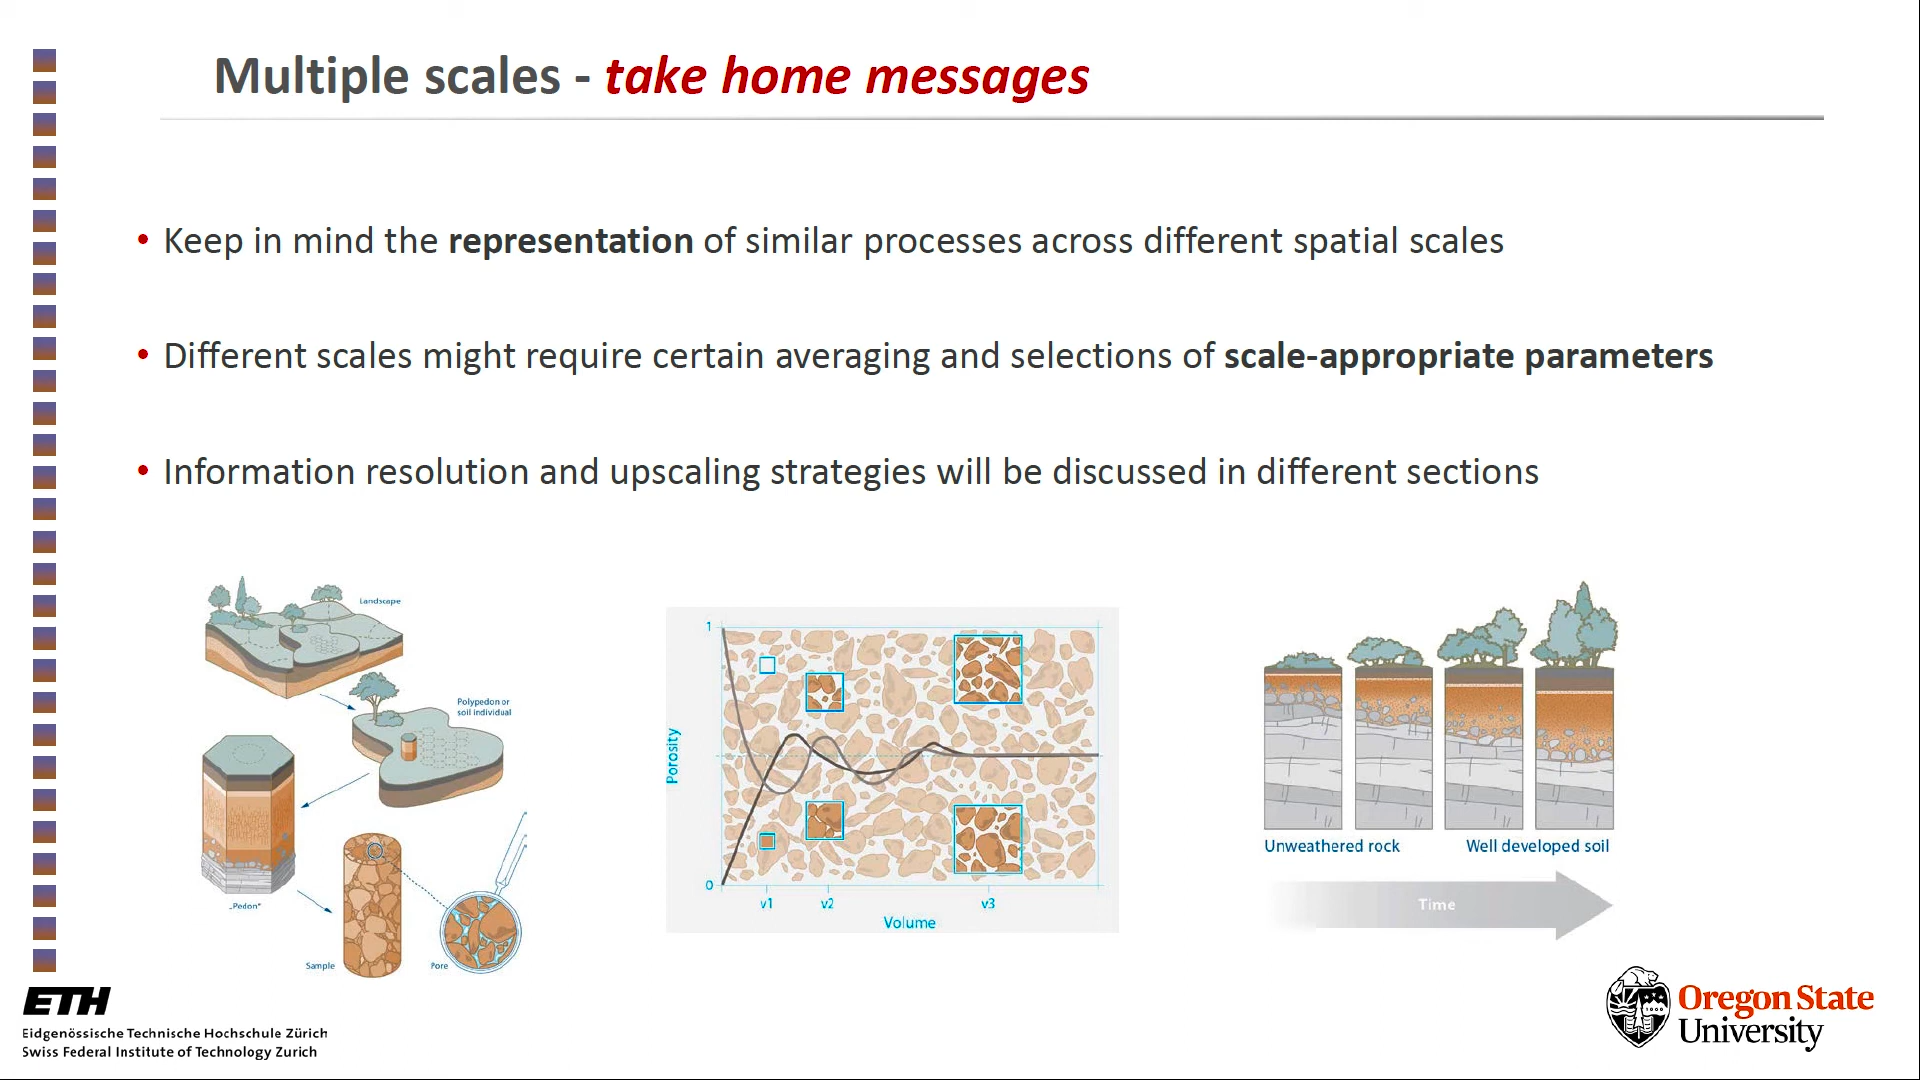 Multiple scales - take home messages
• Keep in mind the representation of similar processes across different spatial scales
• Different scales might require certain averaging and selections of scale-appropriate parameters
• Information resolution and upscaling strategies will be discussed in different sections
Landscape
Polypedon or
soil individual
„Pedon“
Sample
Pore
1
Porosity
0
v1
v2
v3
Volume
Unweathered rock
Well developed soil
Time
ETH
Eidgenössische Technische Hochschule Zürich
Swiss Federal Institute of Technology Zurich
Oregon State
University